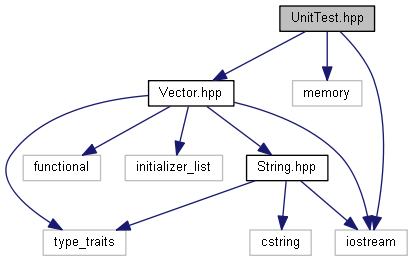 UnitTest.hpp
Vector.hpp
memory
functional
initializer_list
String.hpp
type_traits
cstring
iostream